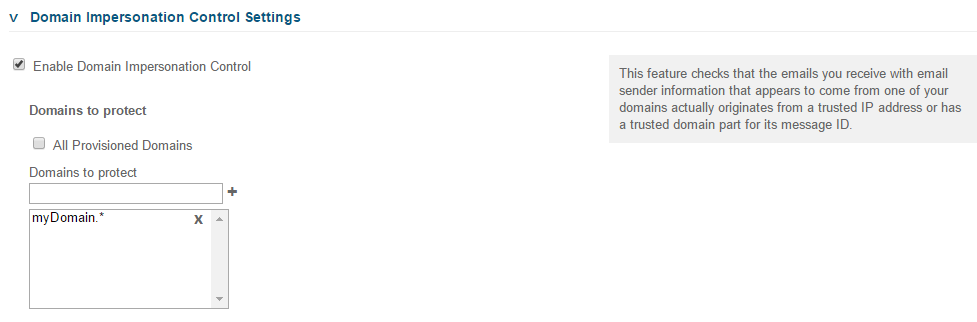 v Domain Impersonation Control Settings
Enable Domain Impersonation Control
This feature checks that the emails you receive with email
sender information that appears to come from one of your
domains actually originates from a trusted IP address or has
a trusted domain part for its message ID.
Domains to protect
All Provisioned Domains
Domains to protect
+
myDomain.* x